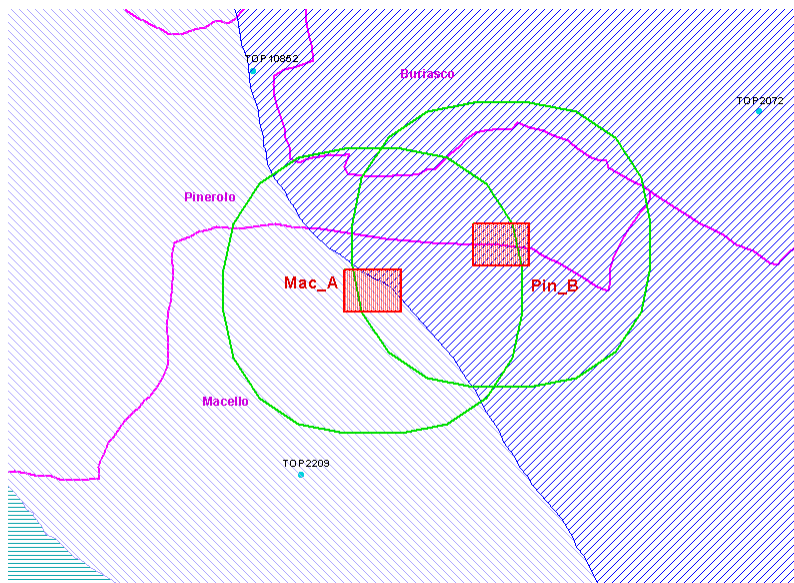 TOP10852
Buriasco
TOP2072
Pinerolo
Mac_A
Pin_B
Macello
TOP2209